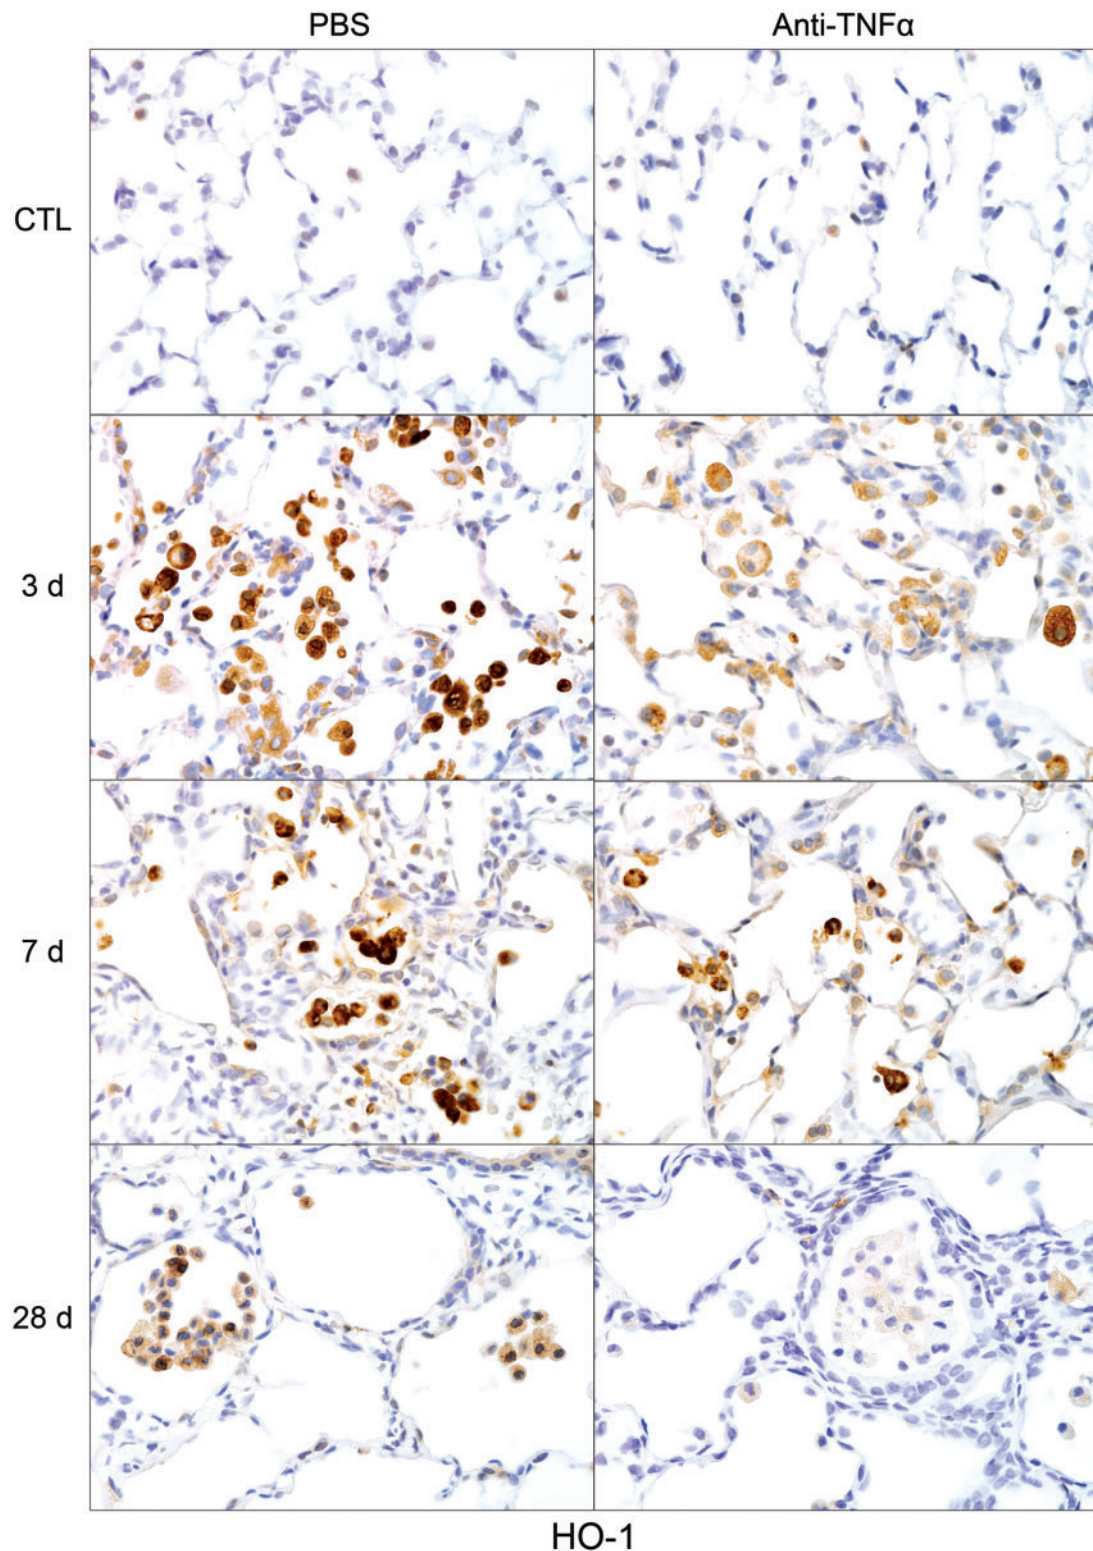 PBS Anti-TNFα
CTL
3 d
7 d
28 d
HO-1